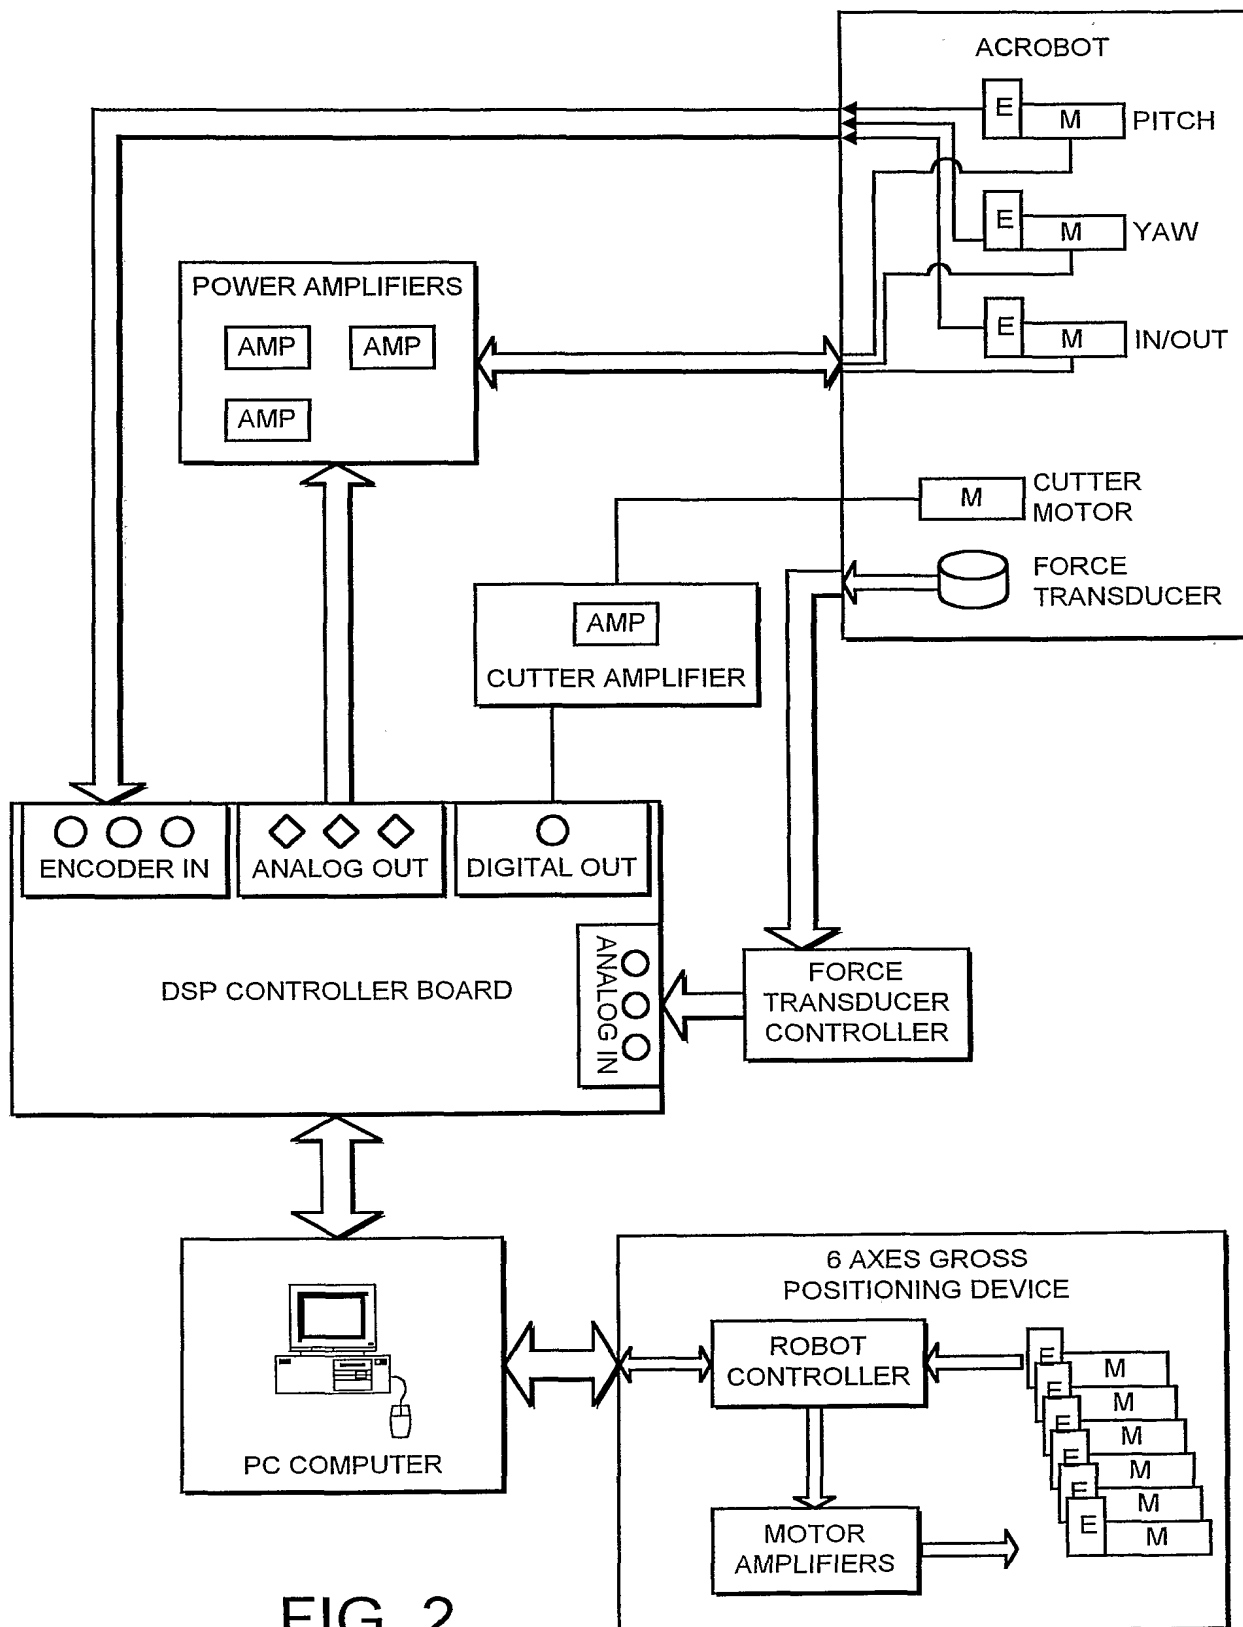 ACROBOT
E
M
PITCH
E
M
YAW
E
M
IN/OUT
POWER AMPLIFIERS
AMP
AMP
AMP
M
CUTTER
MOTOR
FORCE
TRANSDUCER
AMP
CUTTER AMPLIFIER
ENCODER IN
ANALOG OUT
DIGITAL OUT
ANALOG IN
DSP CONTROLLER BOARD
FORCE
TRANSDUCER
CONTROLLER
PC COMPUTER
6 AXES GROSS
POSITIONING DEVICE
ROBOT
CONTROLLER
MOTOR
AMPLIFIERS
E
M
E
M
E
M
E
M
E
M
E
M
FIG. 2